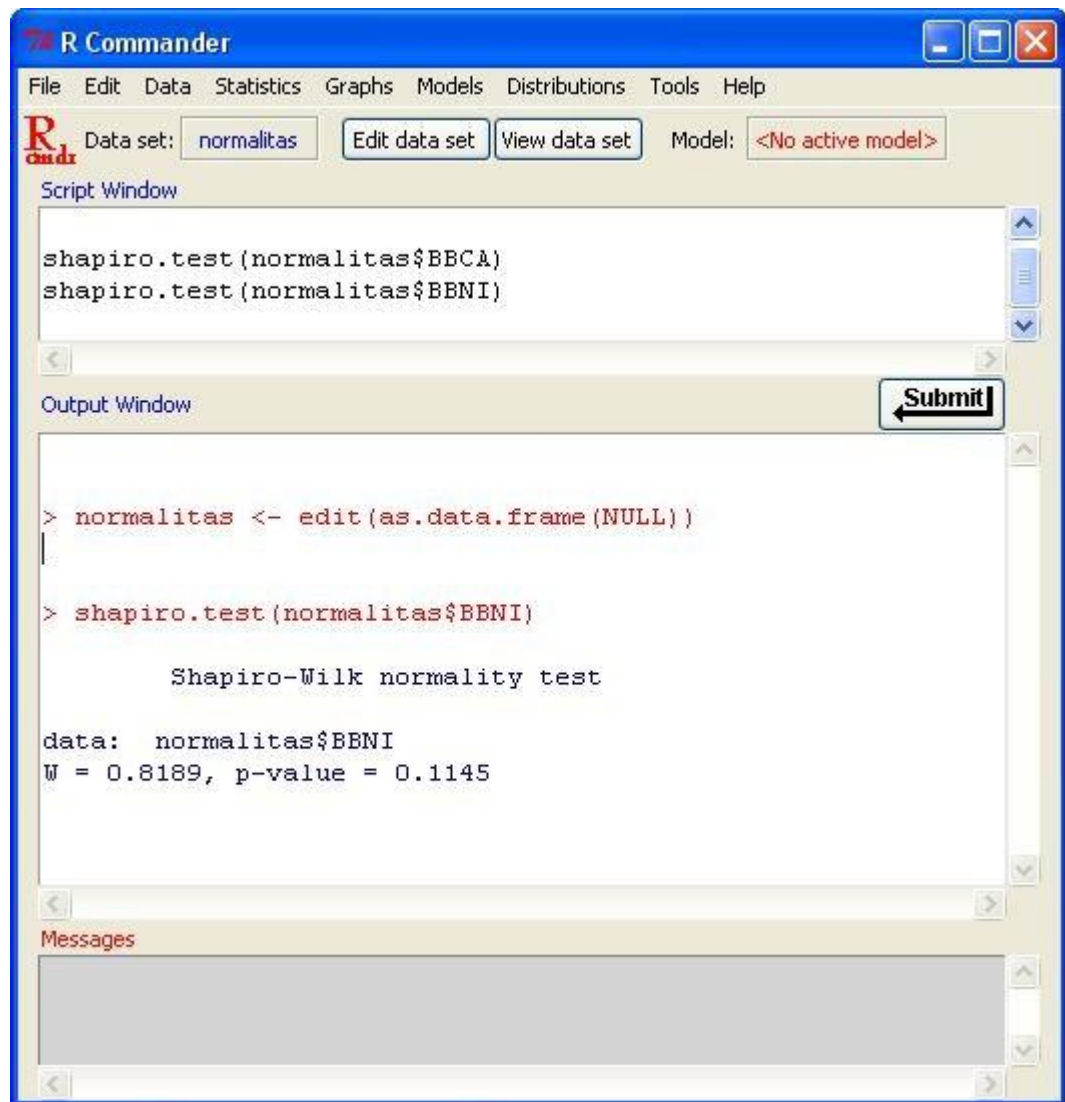 R Commander
File Edit Data Statistics Graphs Models Distributions Tools Help
R cmdr Data set: normalitas Edit data set View data set Model: <No active model>
Script Window
shapiro.test(normalitas$BBCA)
shapiro.test(normalitas$BBNI)
Output Window
Submit
> normalitas <- edit(as.data.frame(NULL))
> shapiro.test(normalitas$BBNI)
Shapiro-Wilk normality test
data: normalitas$BBNI
W = 0.8189, p-value = 0.1145
Messages